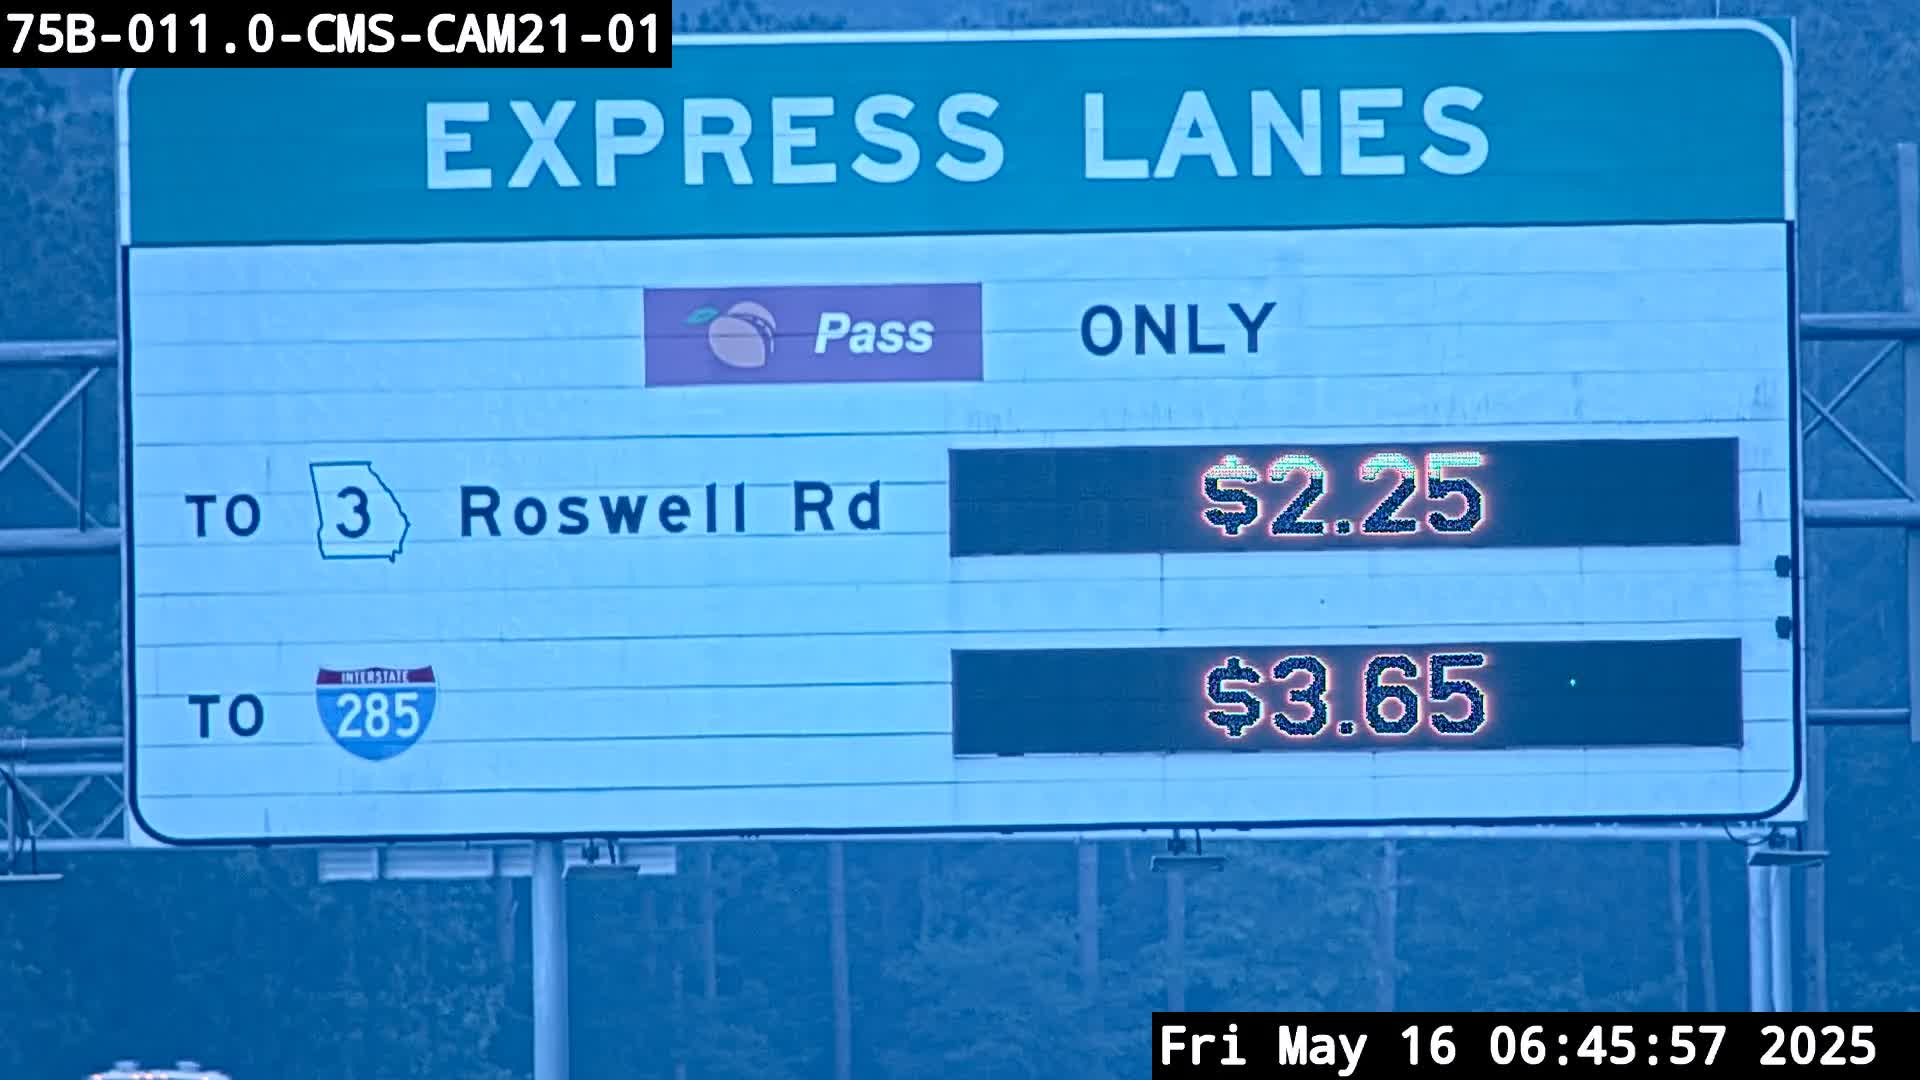 75B-011.0-CMS-CAM21-01
EXPRESS LANES
Pass ONLY
TO 3 Roswell Rd $2.25
TO INTERSTATE 285 $3.65
Fri May 16 06:45:57 2025